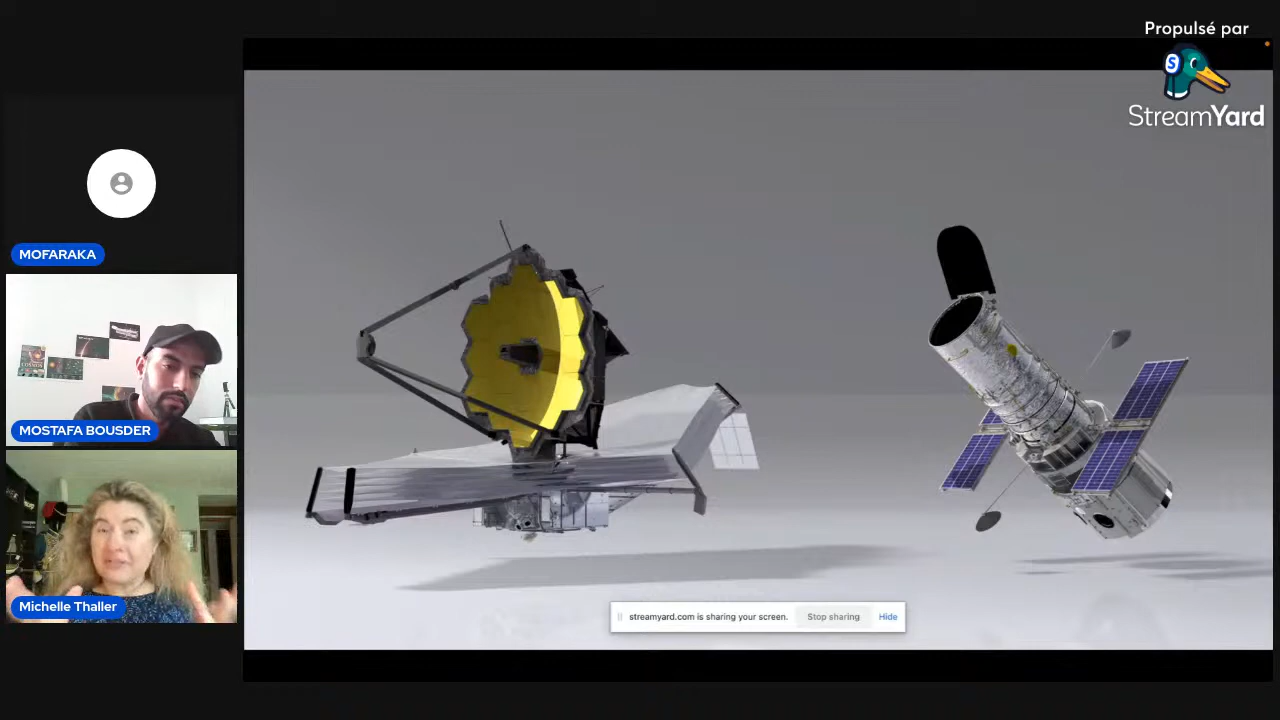 Propulsé par
StreamYard
MOFARAKA
MOSTAFA BOUSDER
Michelle Thaller
streamyard.com is sharing your screen.
Stop sharing
Hide